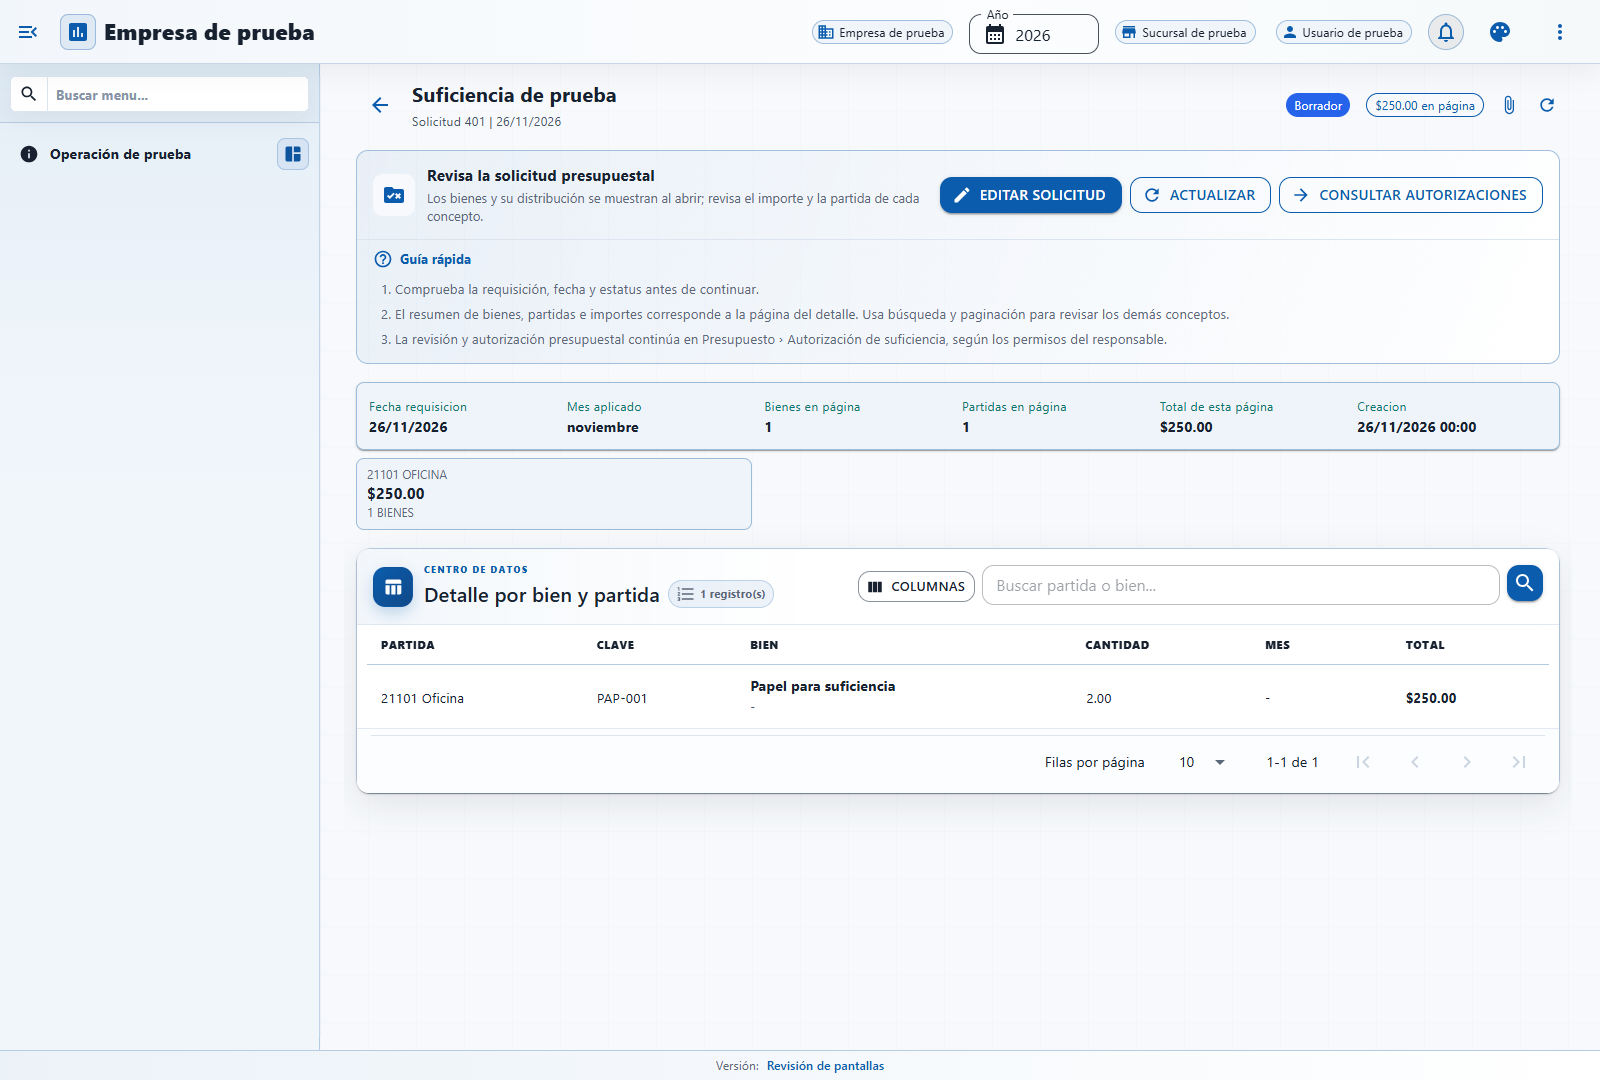 Empresa de prueba
Empresa de prueba
Año
2026
Sucursal de prueba
Usuario de prueba
Buscar menu...
Operación de prueba
Suficiencia de prueba
Solicitud 401 | 26/11/2026
Borrador
$250.00 en página
Revisa la solicitud presupuestal
Los bienes y su distribución se muestran al abrir; revisa el importe y la partida de cada
concepto.
EDITAR SOLICITUD
ACTUALIZAR
CONSULTAR AUTORIZACIONES
Guía rápida
1. Comprueba la requisición, fecha y estatus antes de continuar.
2. El resumen de bienes, partidas e importes corresponde a la página del detalle. Usa búsqueda y paginación para revisar los demás conceptos.
3. La revisión y autorización presupuestal continúa en Presupuesto › Autorización de suficiencia, según los permisos del responsable.
Fecha requisicion
26/11/2026
Mes aplicado
noviembre
Bienes en página
1
Partidas en página
1
Total de esta página
$250.00
Creacion
26/11/2026 00:00
21101 OFICINA
$250.00
1 BIENES
CENTRO DE DATOS
Detalle por bien y partida
1 registro(s)
COLUMNAS
Buscar partida o bien...
PARTIDA CLAVE BIEN CANTIDAD MES TOTAL
21101 Oficina PAP-001 Papel para suficiencia 2.00 - $250.00
-
Filas por página 10 1-1 de 1
Versión: Revisión de pantallas